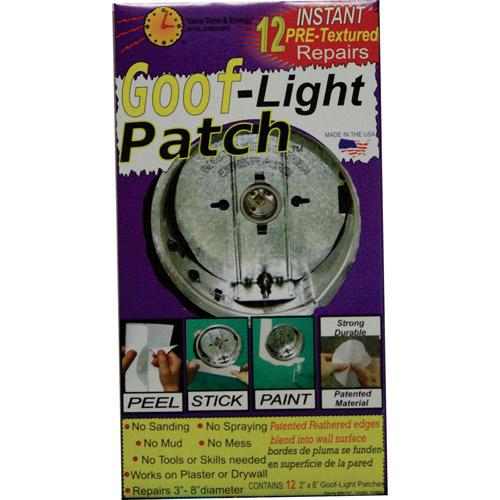 "Save Time & Energy"
12 INSTANT
PRE-Textured
Repairs
Goof-Light
Patch™
MADE IN THE USA
PEEL
STICK
PAINT
Strong
Durable
Patented
Material
• No Sanding • No Spraying
• No Mud • No Mess
• No Tools or Skills needed
• Works on Plaster or Drywall
• Repairs 3"- 8"diameter
Patented Feathered edges
blend into wall surface
bordes de pluma se funden
en superficie de la pared
CONTAINS: 12 2' x 8" Goof-Light Patches